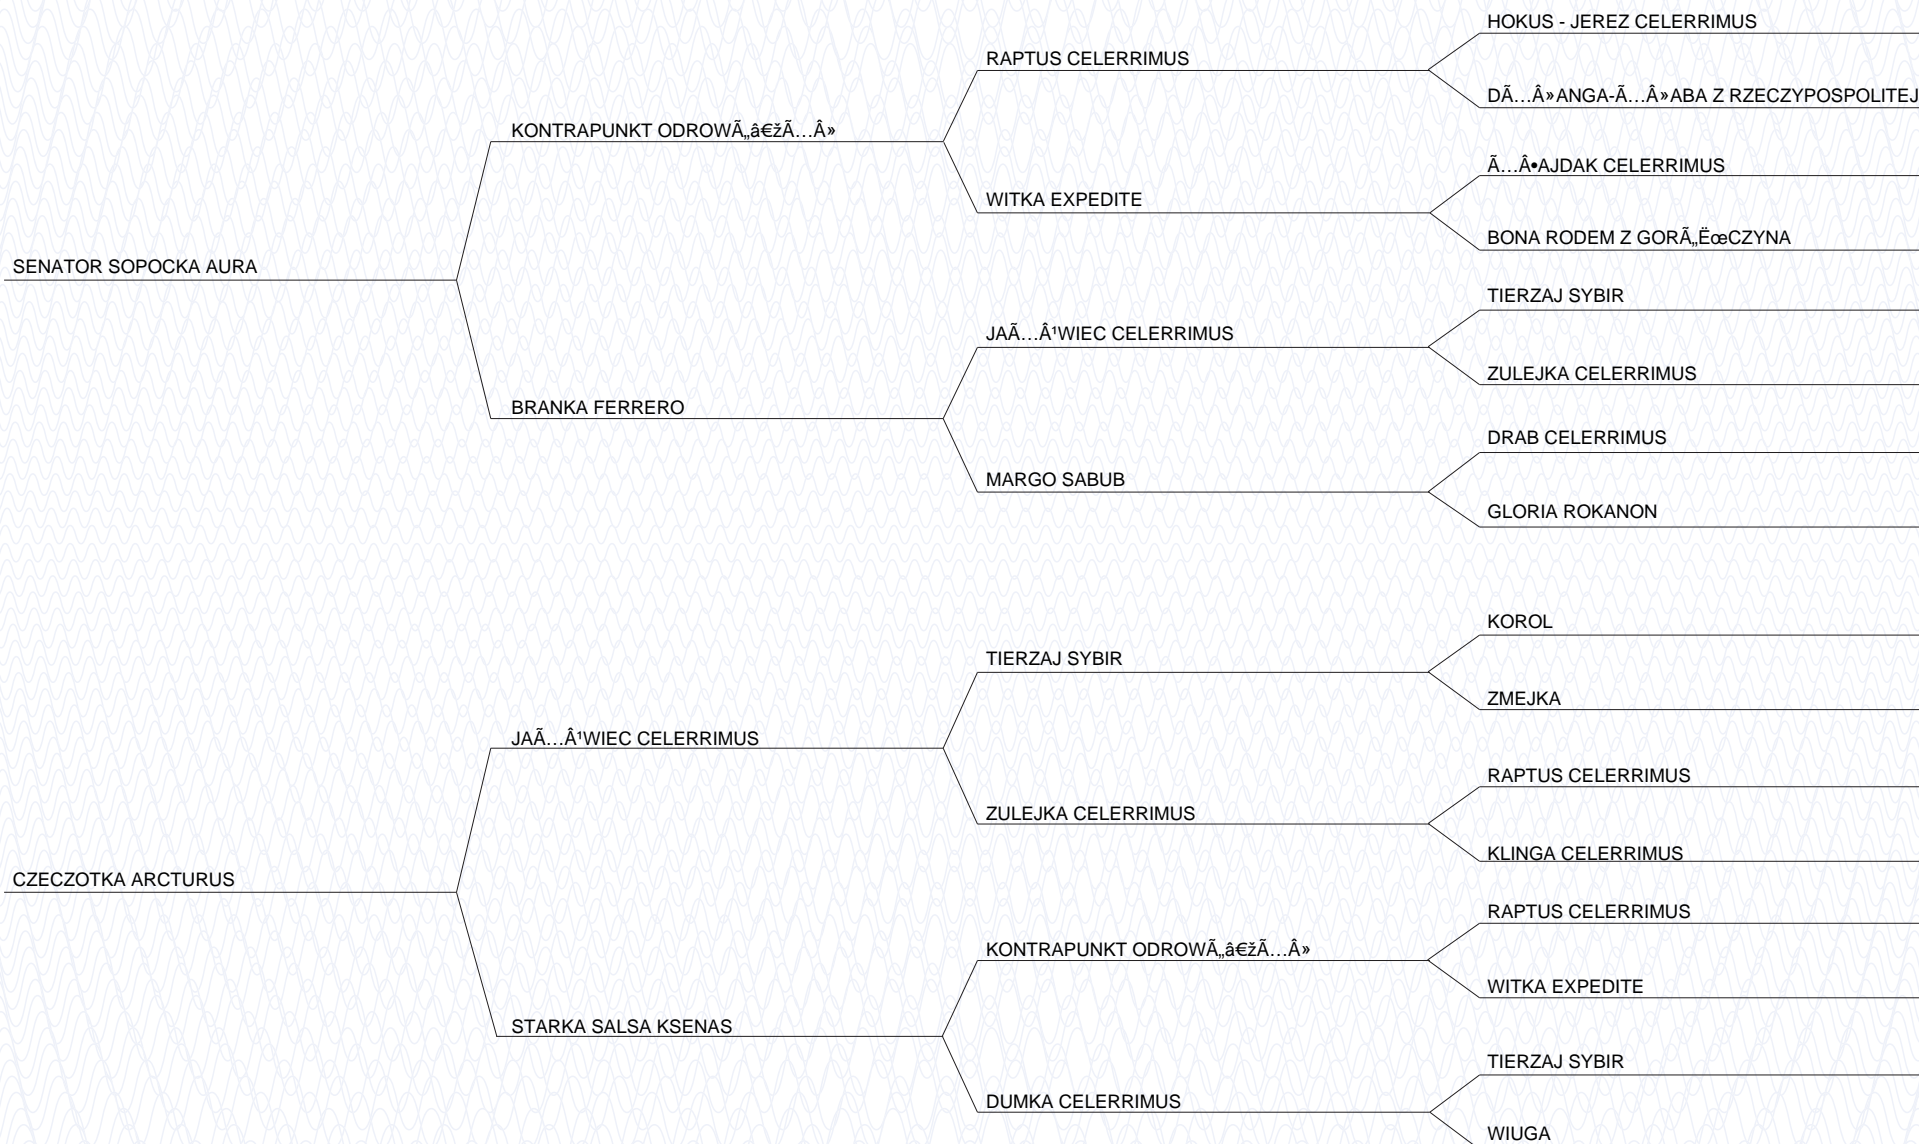 HOKUS - JEREZ CELERRIMUS
RAPTUS CELERRIMUS
DÃ…Â»ANGA-Ã…Â»ABA Z RZECZYPOSPOLITEJ
KONTRAPUNKT ODROWÃ„â€žÃ…Â»
Ã…Â•AJDAK CELERRIMUS
WITKA EXPEDITE
BONA RODEM Z GORÃ„ËœCZYNA
SENATOR SOPOCKA AURA
TIERZAJ SYBIR
JAÃ…Â¹WIEC CELERRIMUS
ZULEJKA CELERRIMUS
BRANKA FERRERO
DRAB CELERRIMUS
MARGO SABUB
GLORIA ROKANON
KOROL
TIERZAJ SYBIR
ZMEJKA
JAÃ…Â¹WIEC CELERRIMUS
RAPTUS CELERRIMUS
ZULEJKA CELERRIMUS
KLINGA CELERRIMUS
CZECZOTKA ARCTURUS
RAPTUS CELERRIMUS
KONTRAPUNKT ODROWÃ„â€žÃ…Â»
WITKA EXPEDITE
STARKA SALSA KSENAS
TIERZAJ SYBIR
DUMKA CELERRIMUS
WIUGA